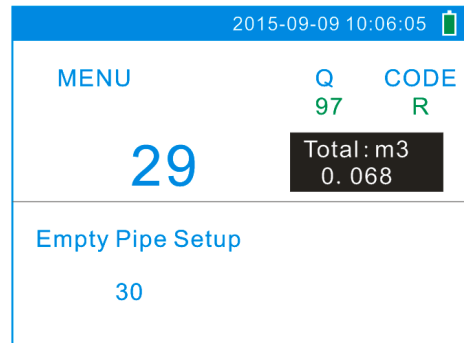 2015-09-09 10:06:05
MENU Q CODE
97 R
29
Total:m3
0.068
Empty Pipe Setup
30